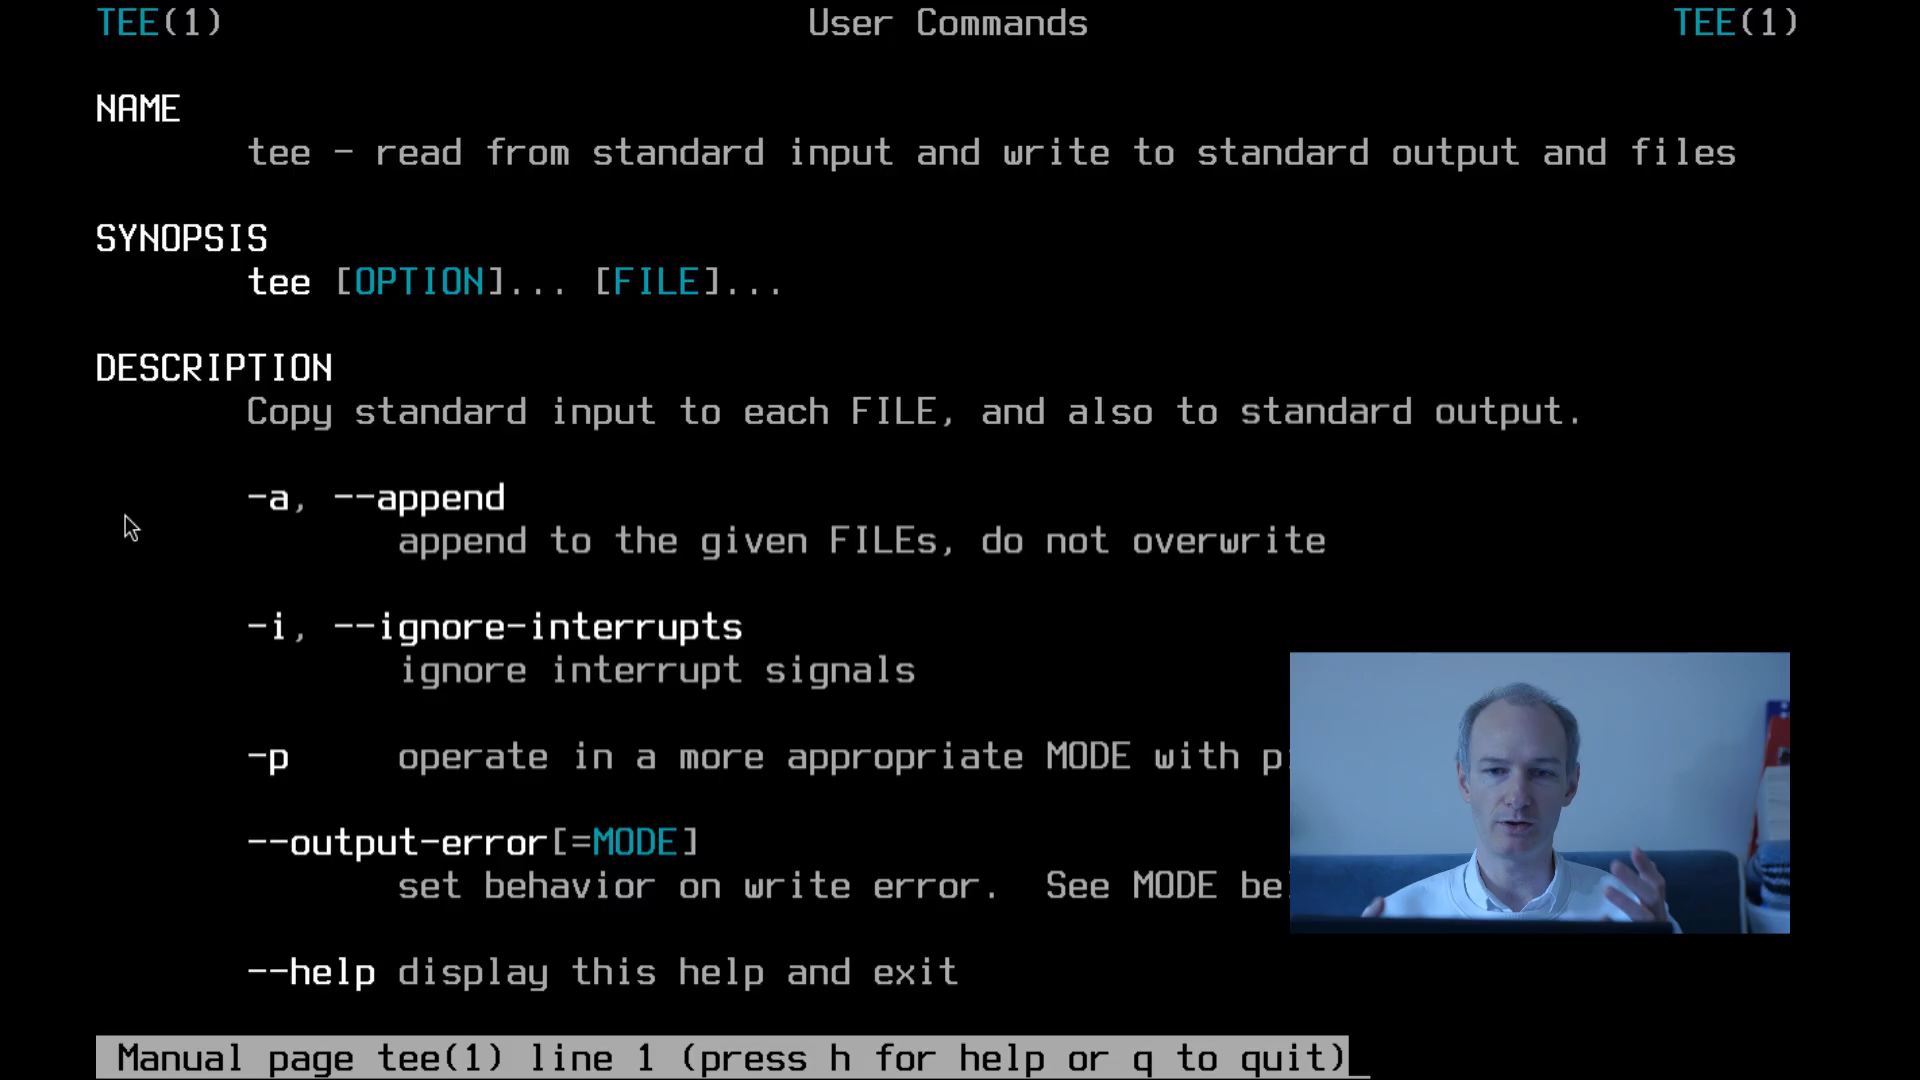 TEE(1) User Commands TEE(1)
NAME
tee - read from standard input and write to standard output and files
SYNOPSIS
tee [OPTION]... [FILE]...
DESCRIPTION
Copy standard input to each FILE, and also to standard output.
-a, --append
append to the given FILEs, do not overwrite
-i, --ignore-interrupts
ignore interrupt signals
-p operate in a more appropriate MODE with
--output-error[=MODE]
set behavior on write error. See MODE
--help display this help and exit
Manual page tee(1) line 1 (press h for help or q to quit)